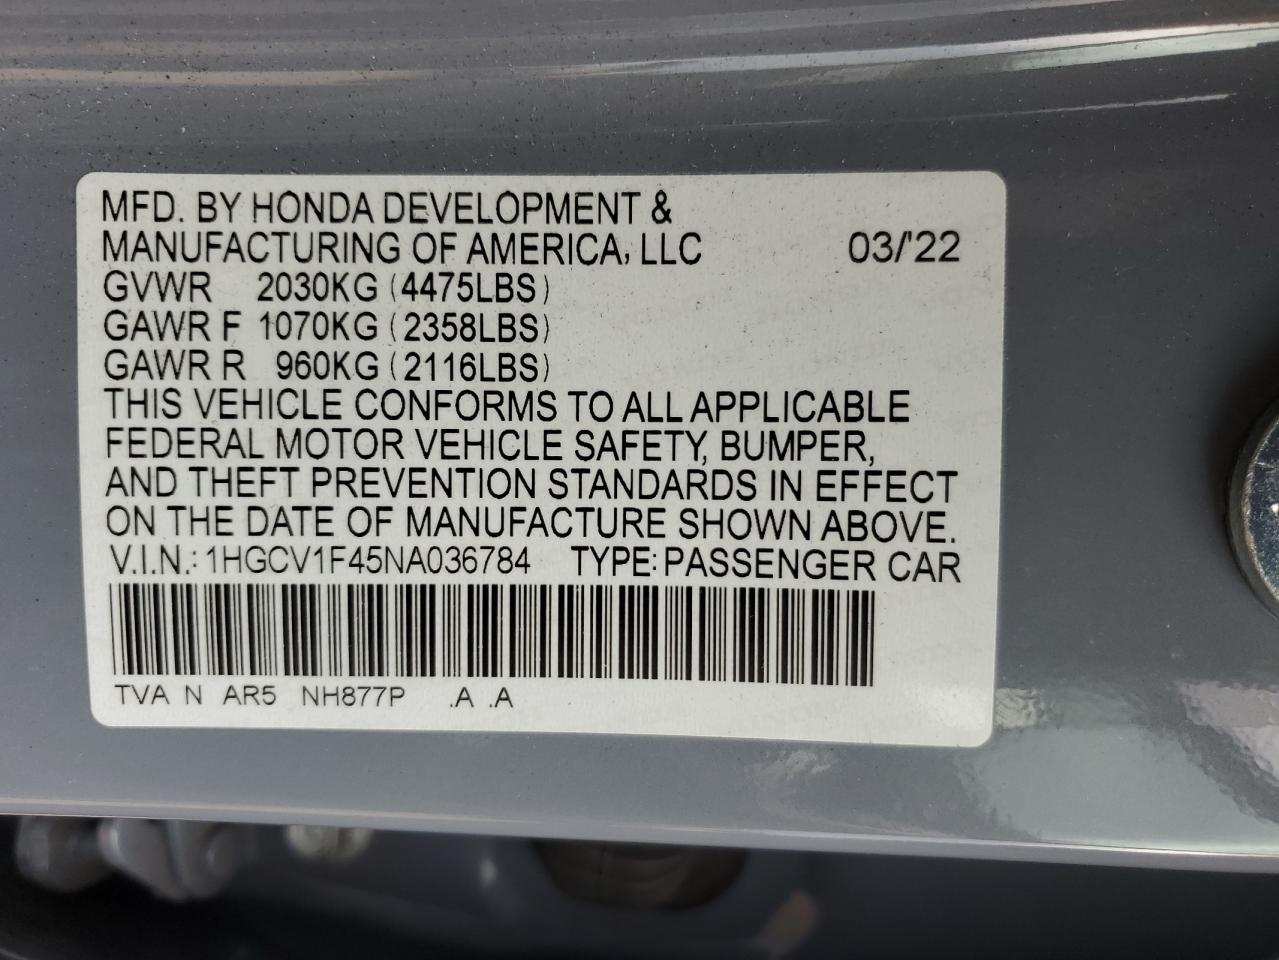 MFD. BY HONDA DEVELOPMENT &
MANUFACTURING OF AMERICA, LLC 03/'22
GVWR 2030KG (4475LBS)
GAWR F 1070KG (2358LBS)
GAWR R 960KG (2116LBS)
THIS VEHICLE CONFORMS TO ALL APPLICABLE
FEDERAL MOTOR VEHICLE SAFETY, BUMPER,
AND THEFT PREVENTION STANDARDS IN EFFECT
ON THE DATE OF MANUFACTURE SHOWN ABOVE.
V.I.N.: 1HGCV1F45NA036784 TYPE: PASSENGER CAR
TVA N AR5 NH877P .A .A